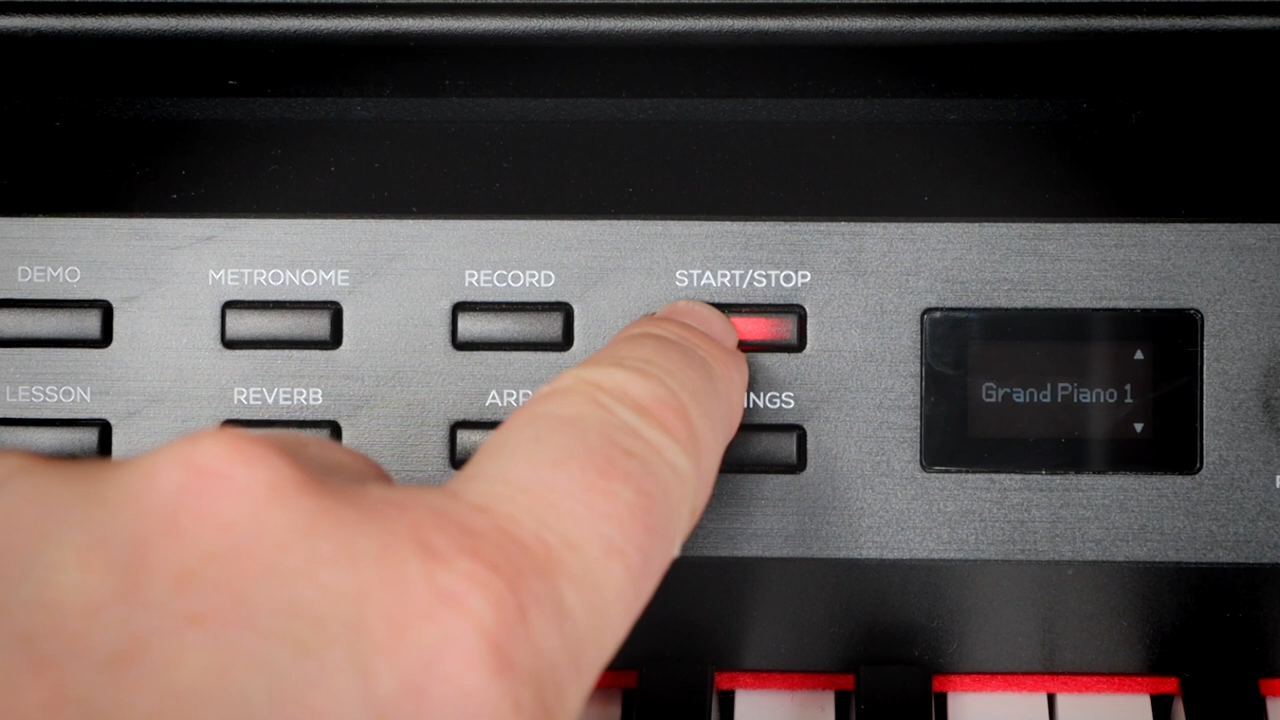 DEMO
METRONOME
RECORD
START/STOP
LESSON
REVERB
Grand Piano 1